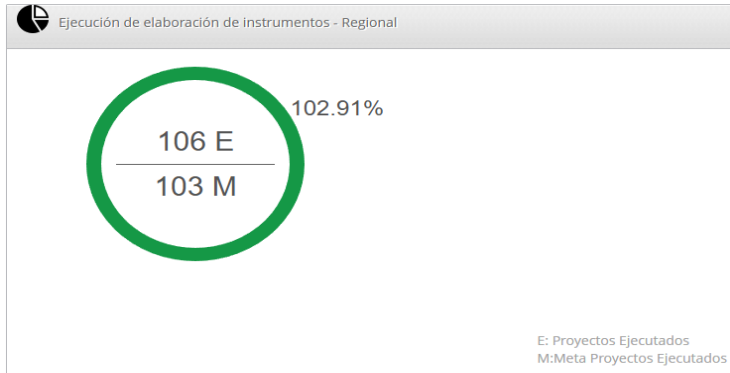 Ejecución de elaboración de instrumentos - Regional
102.91%
106 E
103 M
E: Proyectos Ejecutados
M:Meta Proyectos Ejecutados